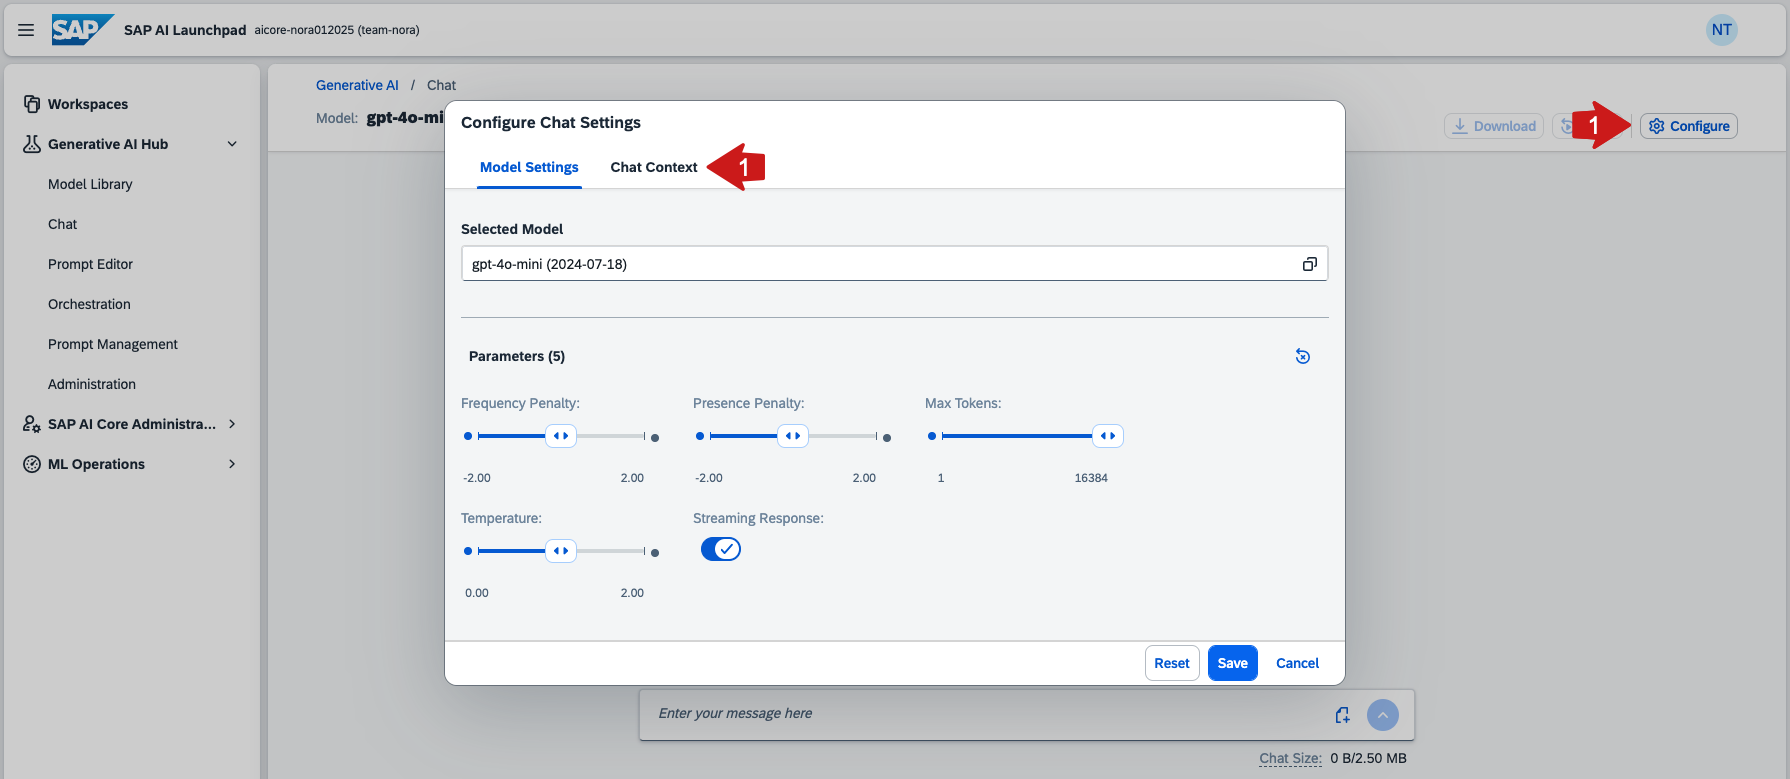 SAP SAP AI Launchpad aicore-nora012025 (team-nora) NT
Workspaces
Generative AI Hub
Model Library
Chat
Prompt Editor
Orchestration
Prompt Management
Administration
SAP AI Core Administra...
ML Operations
Generative AI / Chat
Model: gpt-4o-mi
Download
1
Configure
Configure Chat Settings
Model Settings Chat Context 1
Selected Model
gpt-4o-mini (2024-07-18)
Parameters (5)
Frequency Penalty: Presence Penalty: Max Tokens:
-2.00 2.00 -2.00 2.00 1 16384
Temperature: Streaming Response:
0.00 2.00
Reset Save Cancel
Enter your message here
Chat Size: 0 B/2.50 MB